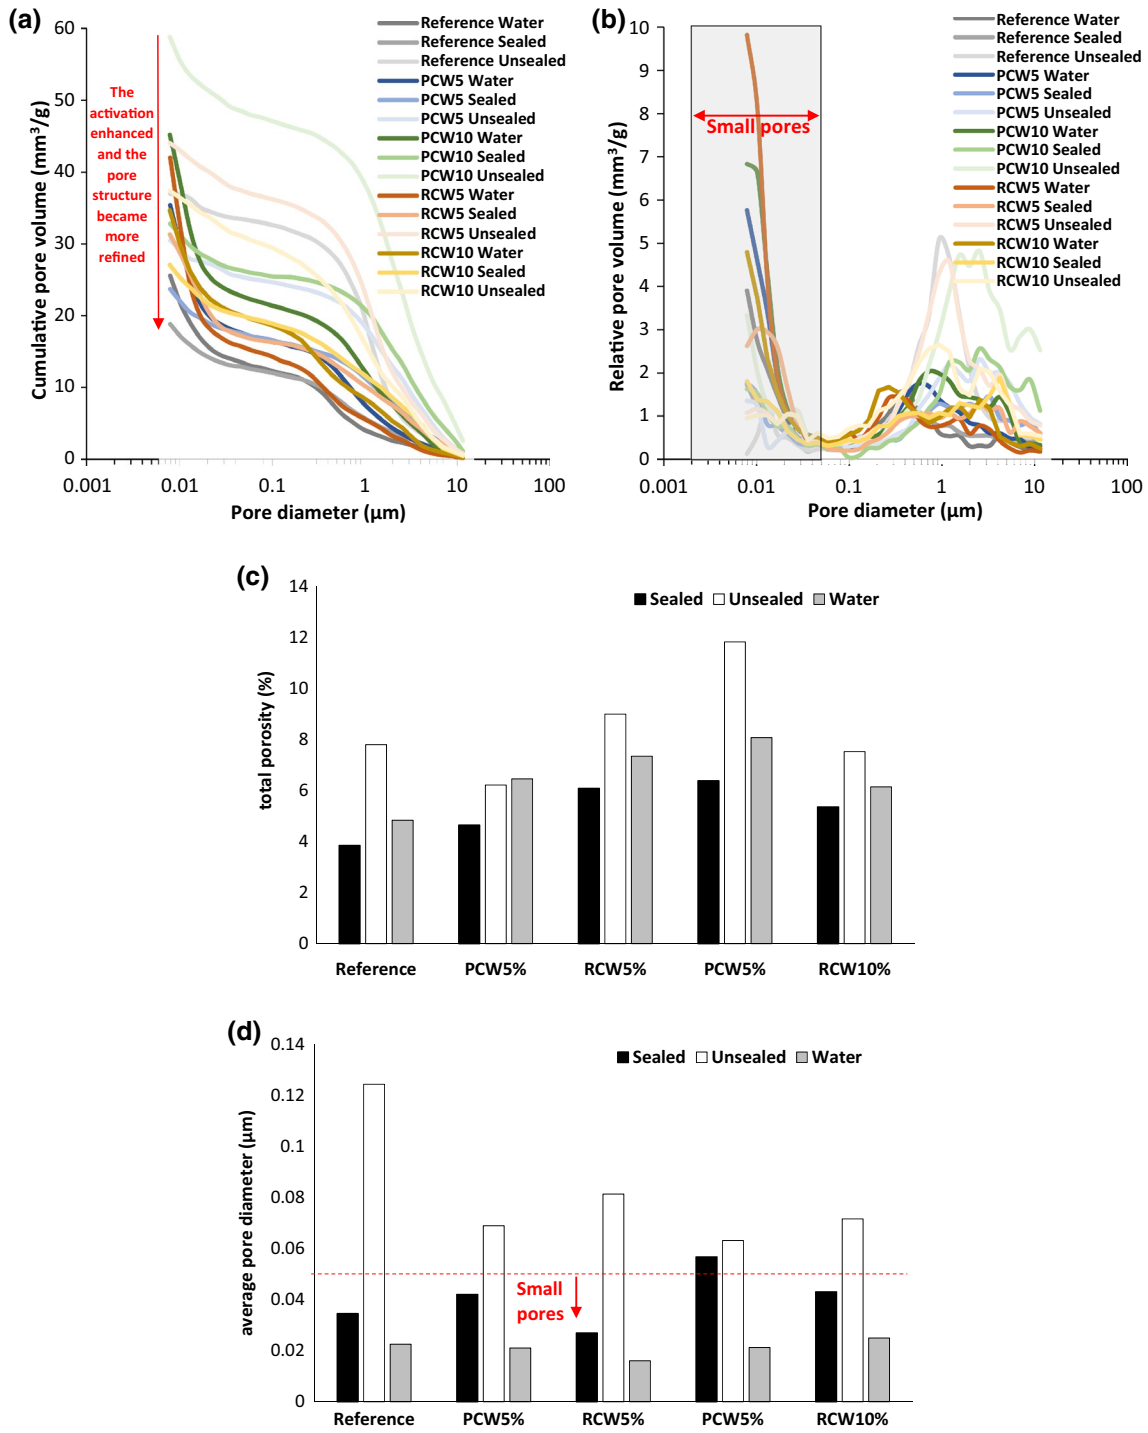 (a)
60
50
40
30
20
10
0
Cumulative pore volume (mm³/g)
The
activation
enhanced
and the
pore
structure
became
more
refined
Reference Water
Reference Sealed
Reference Unsealed
PCW5 Water
PCW5 Sealed
PCW5 Unsealed
PCW10 Water
PCW10 Sealed
PCW10 Unsealed
RCW5 Water
RCW5 Sealed
RCW5 Unsealed
RCW10 Water
RCW10 Sealed
RCW10 Unsealed
0.001 0.01 0.1 1 10 100
Pore diameter (µm)
(b)
10
9
8
7
6
5
4
3
2
1
0
Relative pore volume (mm³/g)
Small pores
Reference Water
Reference Sealed
Reference Unsealed
PCW5 Water
PCW5 Sealed
PCW5 Unsealed
PCW10 Water
PCW10 Sealed
PCW10 Unsealed
RCW5 Water
RCW5 Sealed
RCW5 Unsealed
RCW10 Water
RCW10 Sealed
RCW10 Unsealed
0.001 0.01 0.1 1 10 100
Pore diameter (µm)
(c)
14
12
10
8
6
4
2
0
total porosity (%)
Sealed Unsealed Water
Reference PCW5% RCW5% PCW5% RCW10%
(d)
0.14
0.12
0.1
0.08
0.06
0.04
0.02
0
average pore diameter (µm)
Sealed Unsealed Water
Small
pores
Reference PCW5% RCW5% PCW5% RCW10%